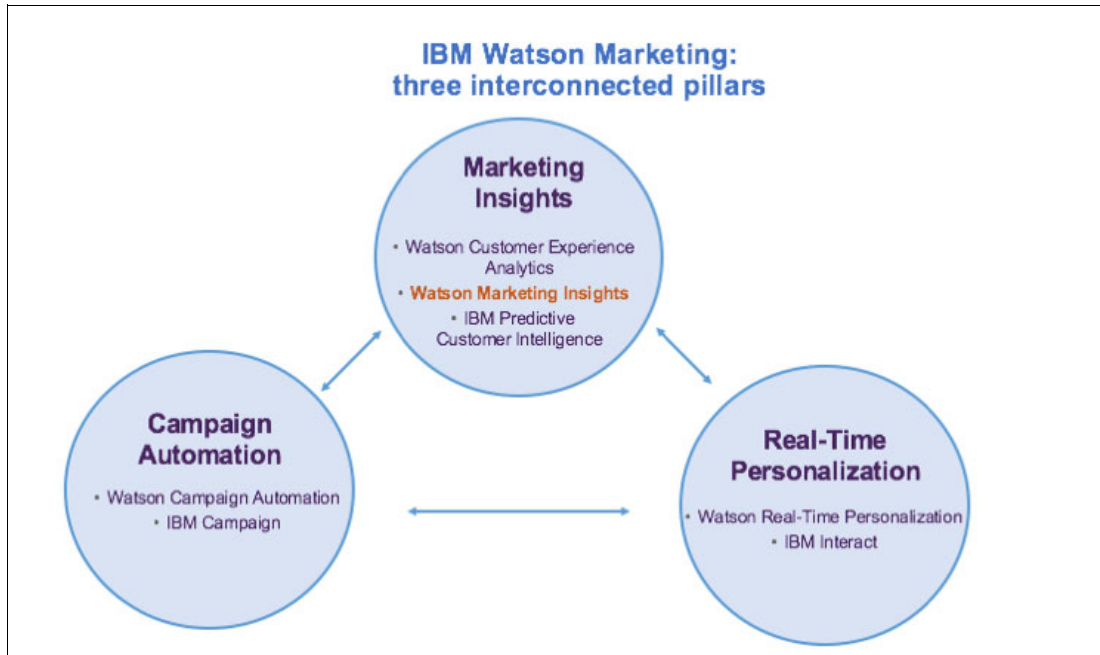 IBM Watson Marketing:
three interconnected pillars
Marketing
Insights
• Watson Customer Experience
Analytics
• Watson Marketing Insights
• IBM Predictive
Customer Intelligence
Campaign
Automation
• Watson Campaign Automation
• IBM Campaign
Real-Time
Personalization
• Watson Real-Time Personalization
• IBM Interact